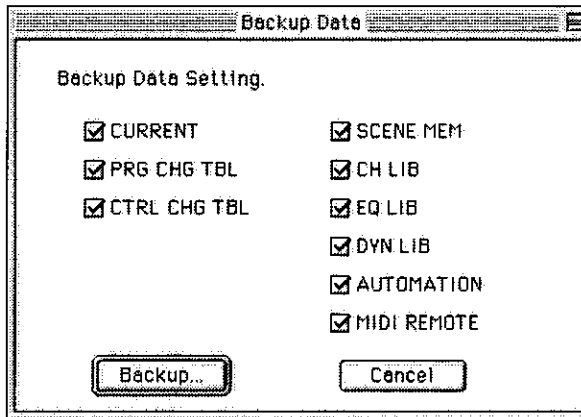 Backup Data
Backup Data Setting.
CURRENT
PRG CHG TBL
CTRL CHG TBL
SCENE MEM
CH LIB
EQ LIB
DYN LIB
AUTOMATION
MIDI REMOTE
Backup...
Cancel